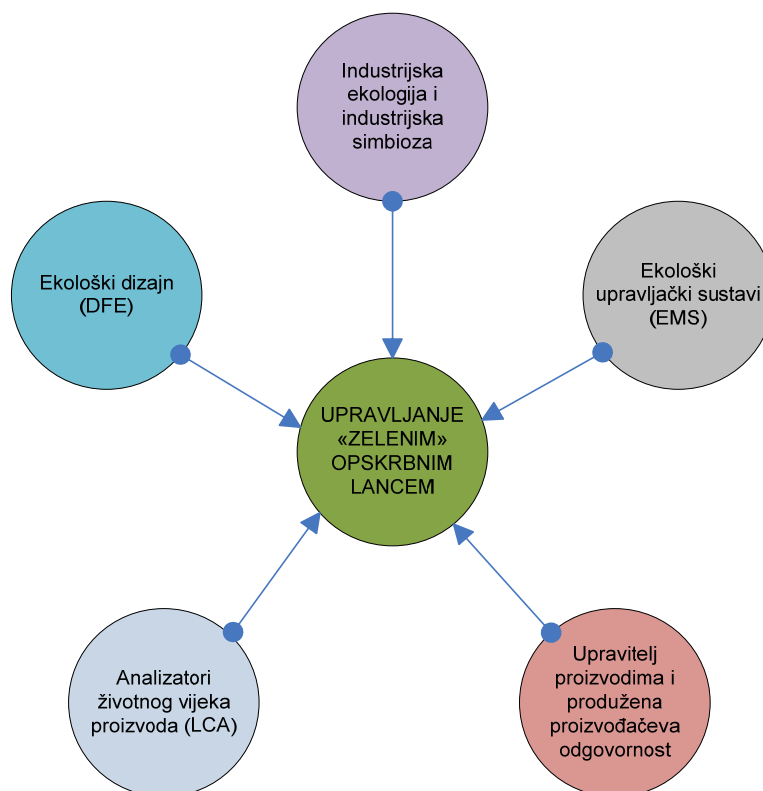 Industrijska
ekologija i
industrijska
simbioza
Ekološki dizajn
(DFE)
Ekološki
upravljački sustavi
(EMS)
UPRAVLJANJE
«ZELENIM»
OPSKRBNIM
LANCEM
Analizatori
životnog vijeka
proizvoda (LCA)
Upravitelj
proizvodima i
produžena
proizvođačeva
odgovornost